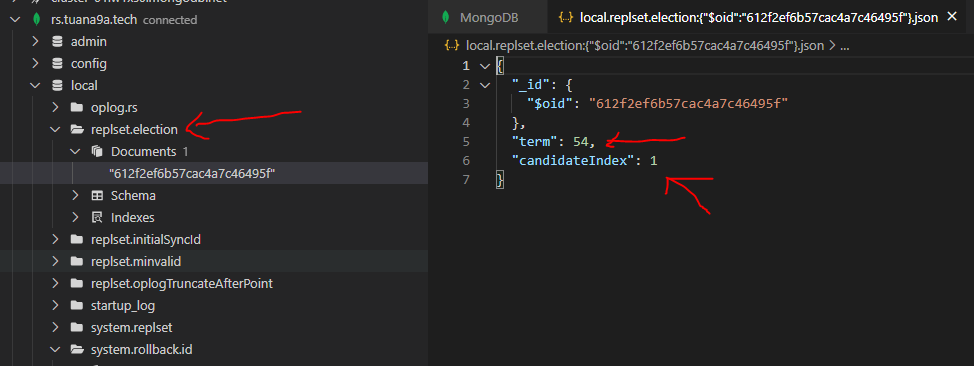 rs.tuana9a.tech connected
admin
config
local
oplog.rs
replset.election
Documents 1
"612f2ef6b57cac4a7c46495f"
Schema
Indexes
replset.initialSyncId
replset.minvalid
replset.oplogTruncateAfterPoint
startup_log
system.replset
system.rollback.id
MongoDB
local.replset.election:{"$oid":"612f2ef6b57cac4a7c46495f"}.json
local.replset.election:{"$oid":"612f2ef6b57cac4a7c46495f"}.json > ...
1 {
2 "_id": {
3 "$oid": "612f2ef6b57cac4a7c46495f"
4 },
5 "term": 54,
6 "candidateIndex": 1
7 }